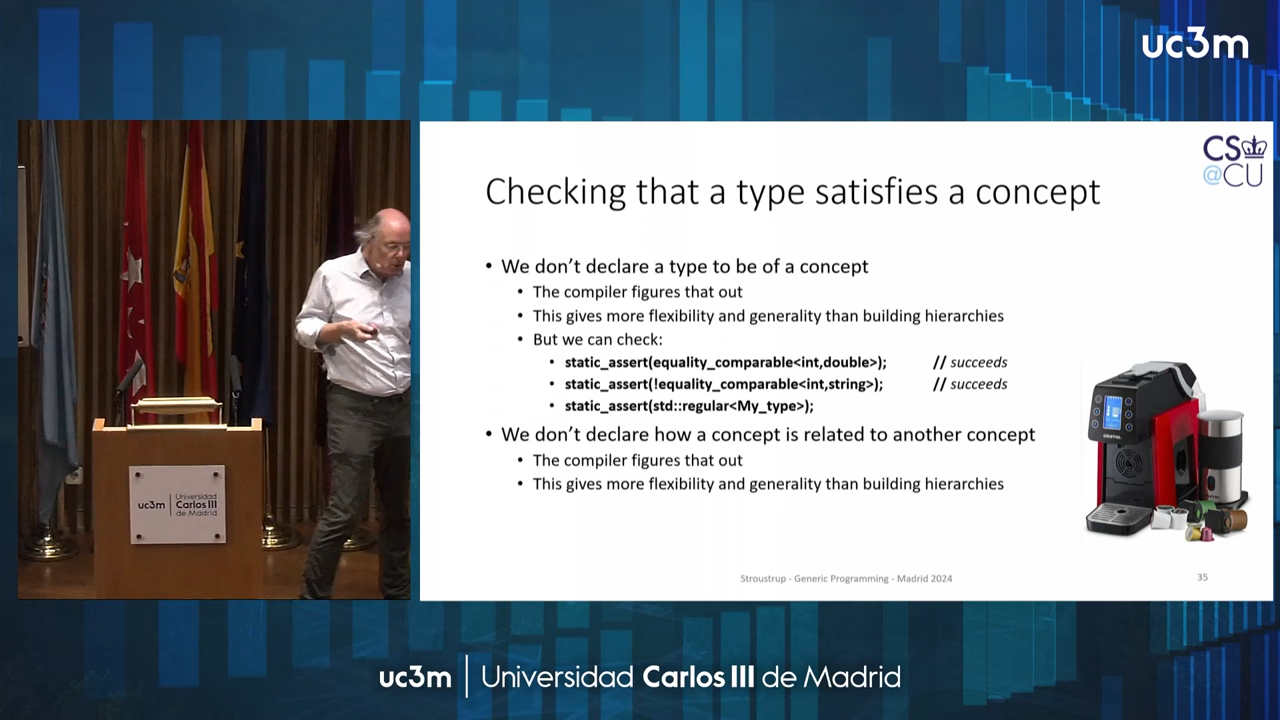 uc3m
CS
@CU
Checking that a type satisfies a concept
• We don't declare a type to be of a concept
• The compiler figures that out
• This gives more flexibility and generality than building hierarchies
• But we can check:
• static_assert(equality_comparable<int,double>); // succeeds
• static_assert(!equality_comparable<int,string>); // succeeds
• static_assert(std::regular<My_type>);
• We don't declare how a concept is related to another concept
• The compiler figures that out
• This gives more flexibility and generality than building hierarchies
Stroustrup - Generic Programming - Madrid 2024
35
uc3m | Universidad
Carlos III
de Madrid
uc3m | Universidad Carlos III de Madrid